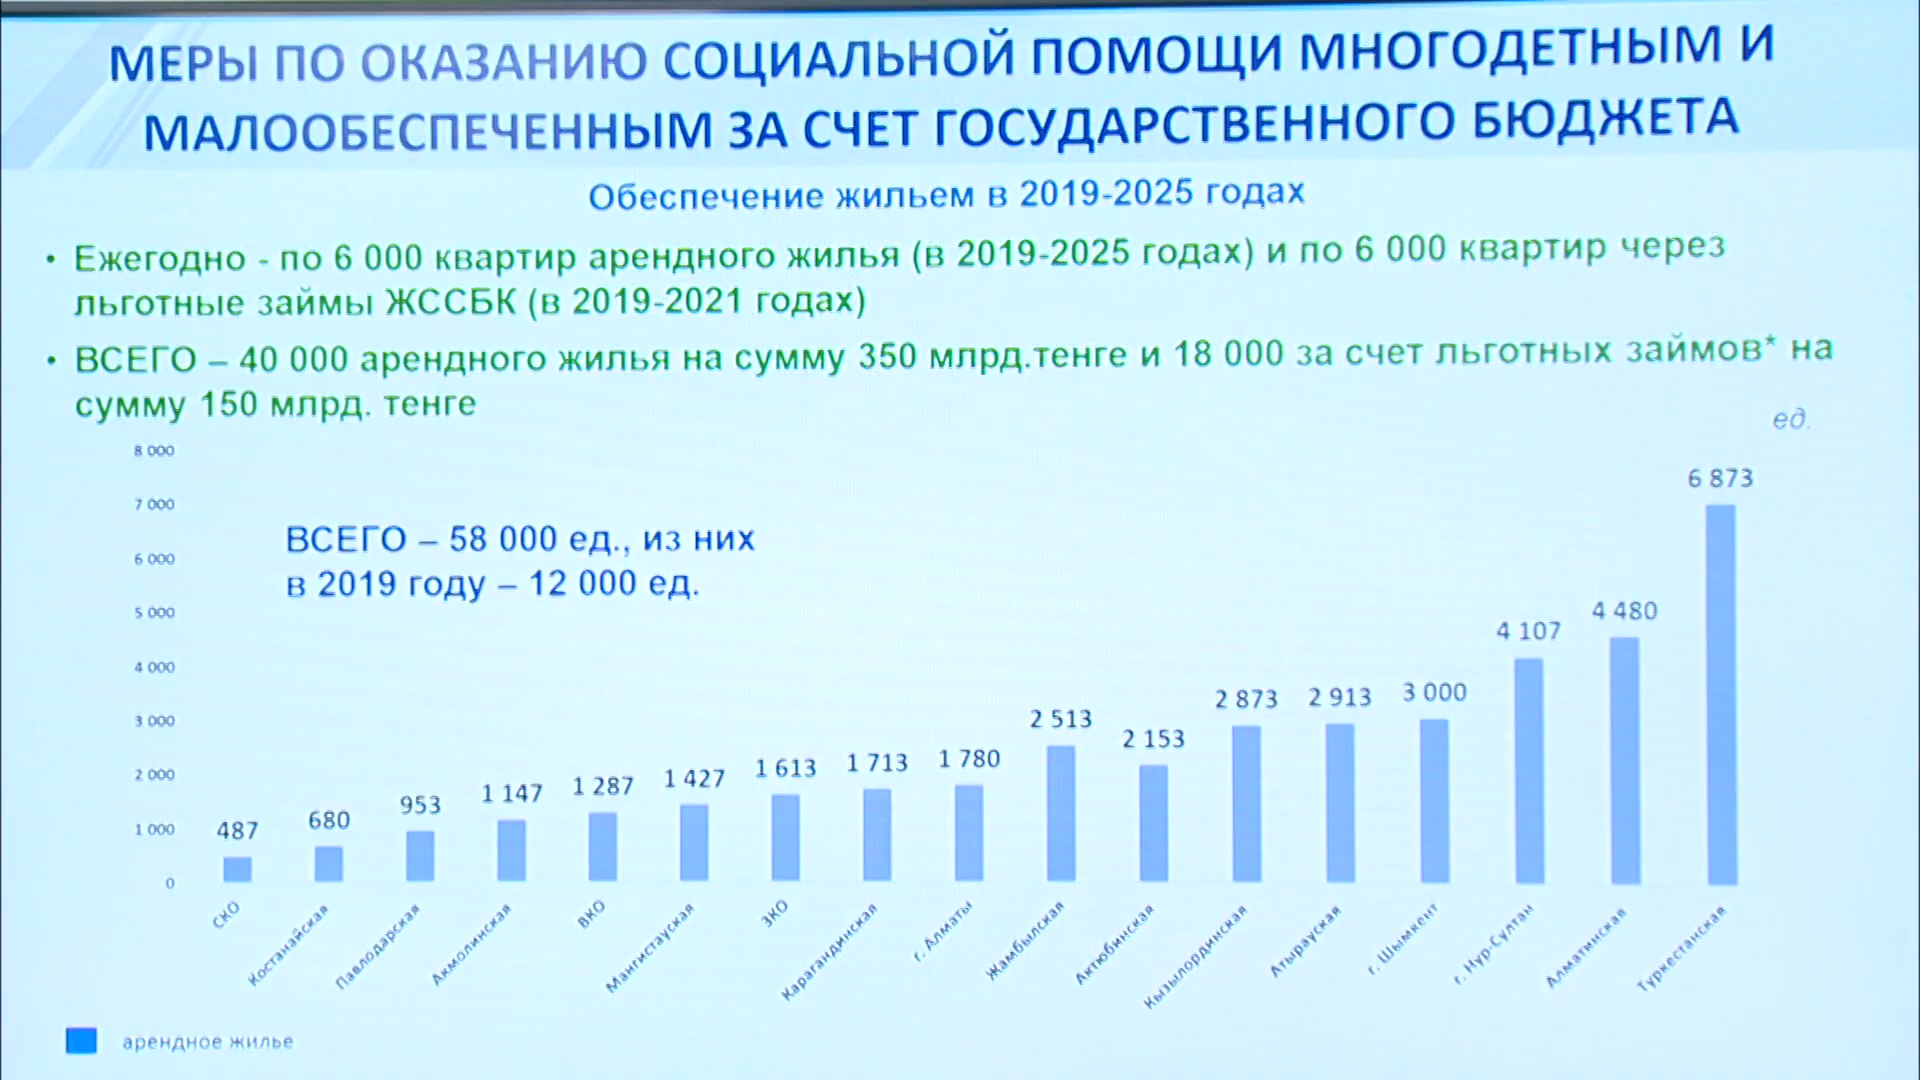 МЕРЫ ПО ОКАЗАНИЮ СОЦИАЛЬНОЙ ПОМОЩИ МНОГОДЕТНЫМ И
МАЛООБЕСПЕЧЕННЫМ ЗА СЧЕТ ГОСУДАРСТВЕННОГО БЮДЖЕТА
Обеспечение жильем в 2019-2025 годах
• Ежегодно - по 6 000 квартир арендного жилья (в 2019-2025 годах) и по 6 000 квартир через
льготные займы ЖССБК (в 2019-2021 годах)
• ВСЕГО – 40 000 арендного жилья на сумму 350 млрд.тенге и 18 000 за счет льготных займов* на
сумму 150 млрд. тенге
ед.
8 000
7 000
6 000
5 000
4 000
3 000
2 000
1 000
0
ВСЕГО – 58 000 ед., из них
в 2019 году – 12 000 ед.
487
680
953
1 147
1 287
1 427
1 613
1 713
1 780
2 513
2 153
2 873
2 913
3 000
4 107
4 480
6 873
СКО
Костанайская
Павлодарская
Акмолинская
ВКО
Мангистауская
ЗКО
Карагандинская
г. Алматы
Жамбылская
Актюбинская
Кызылординская
Атырауская
г. Шымкент
г. Нур-Султан
Алматинская
Туркестанская
арендное жилье